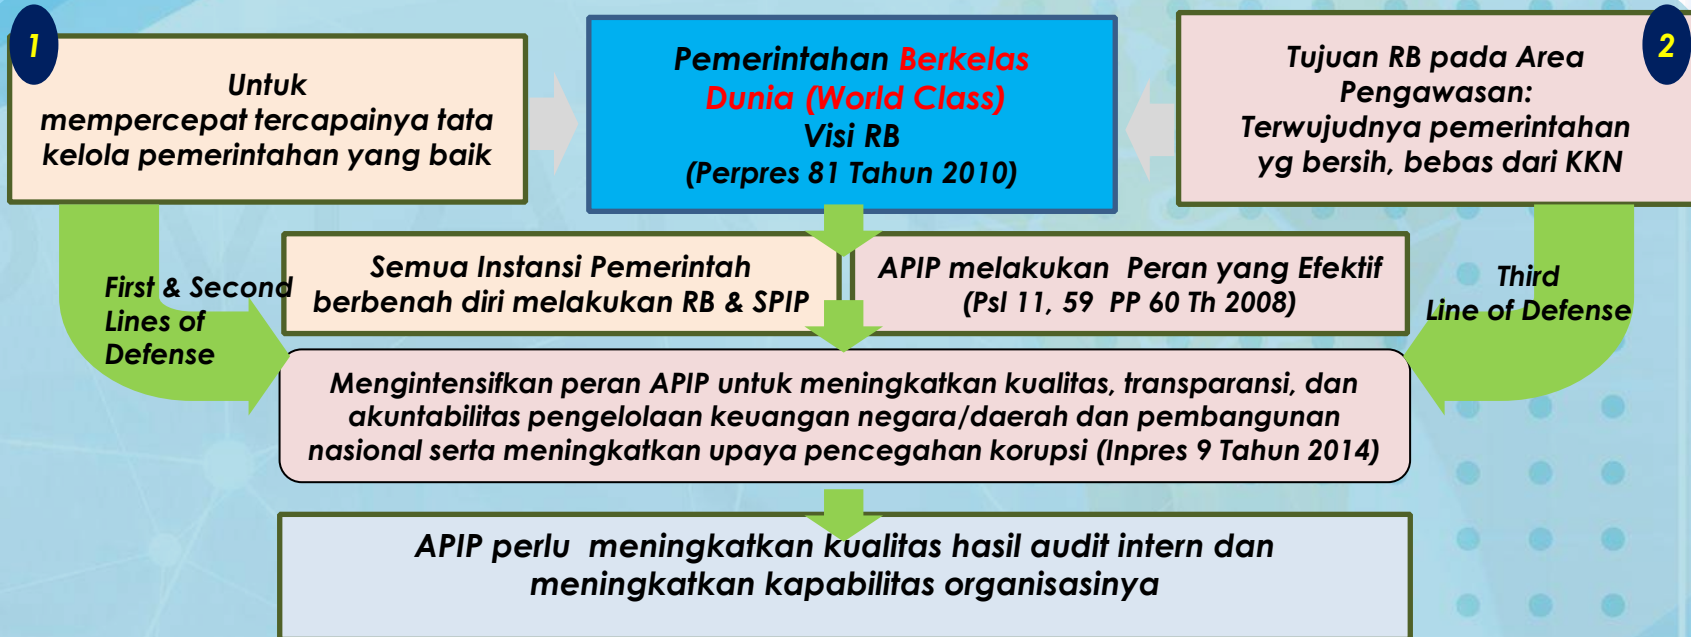 1
Untuk
mempercepat tercapainya tata
kelola pemerintahan yang baik
Pemerintahan Berkelas
Dunia (World Class)
Visi RB
(Perpres 81 Tahun 2010)
2
Tujuan RB pada Area
Pengawasan:
Terwujudnya pemerintahan
yg bersih, bebas dari KKN
First & Second
Lines of
Defense
Semua Instansi Pemerintah
berbenah diri melakukan RB & SPIP
APIP melakukan Peran yang Efektif
(Psl 11, 59 PP 60 Th 2008)
Third
Line of Defense
Mengintensifkan peran APIP untuk meningkatkan kualitas, transparansi, dan
akuntabilitas pengelolaan keuangan negara/daerah dan pembangunan
nasional serta meningkatkan upaya pencegahan korupsi (Inpres 9 Tahun 2014)
APIP perlu meningkatkan kualitas hasil audit intern dan
meningkatkan kapabilitas organisasinya